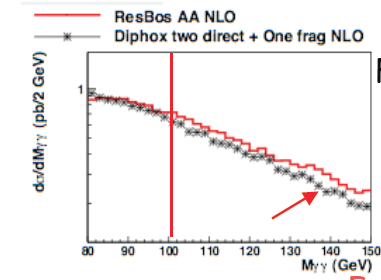 ResBos AA NLO
Diphox two direct + One frag NLO
dσ/dMγγ (pb/2 GeV)
1
80 90 100 110 120 130 140 150
Mγγ (GeV)